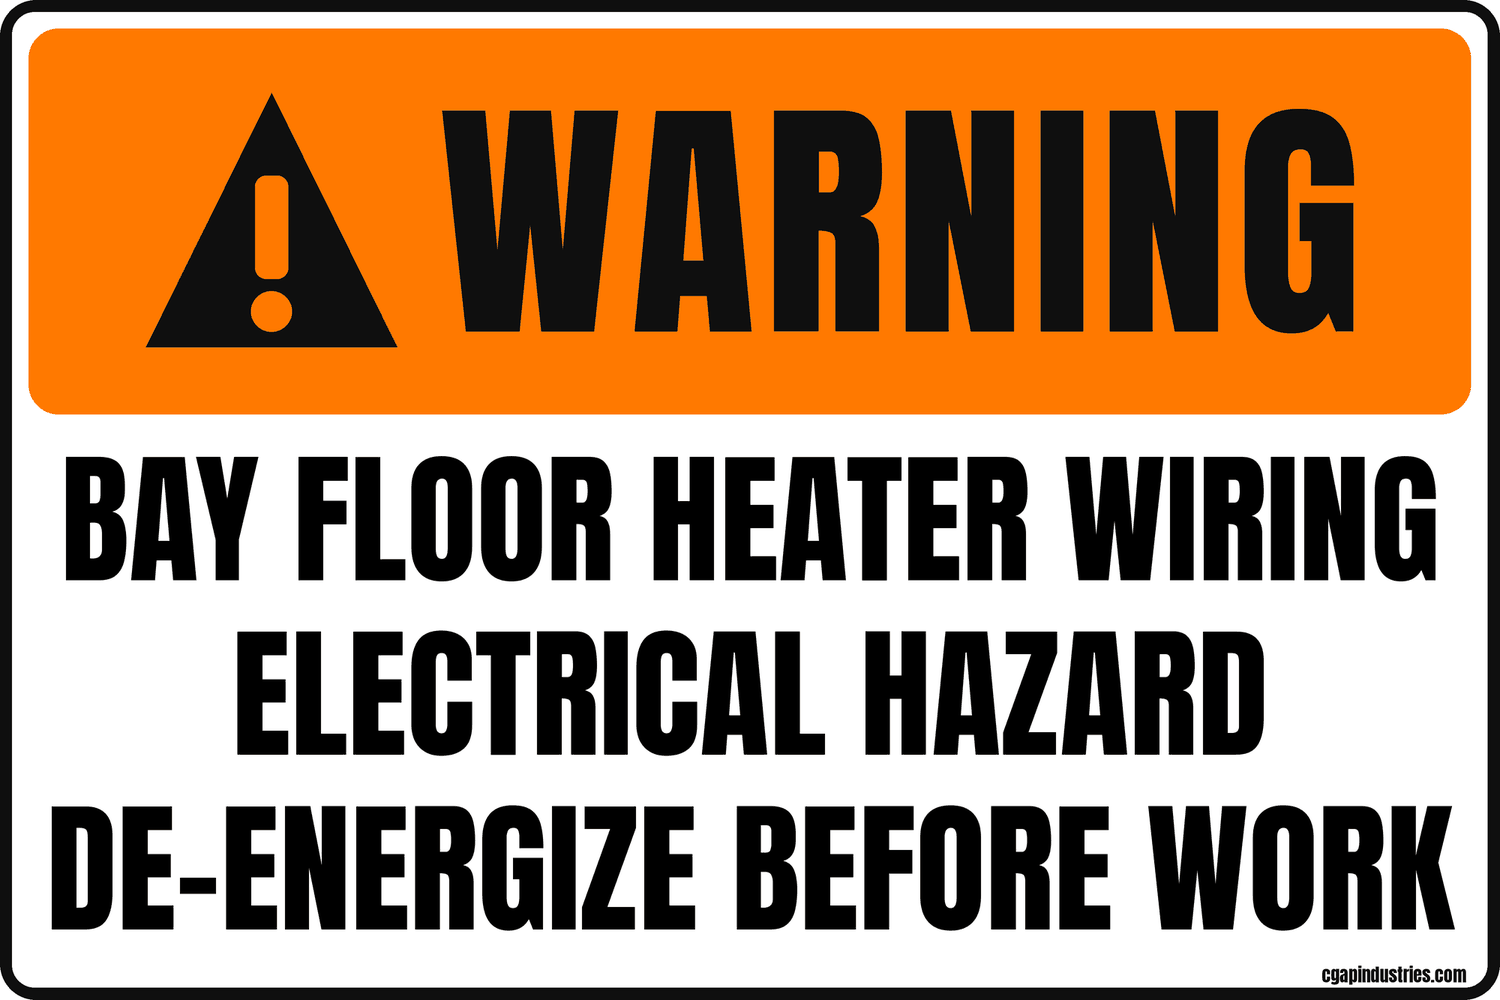 WARNING
BAY FLOOR HEATER WIRING
ELECTRICAL HAZARD
DE-ENERGIZE BEFORE WORK
cgapindustries.com